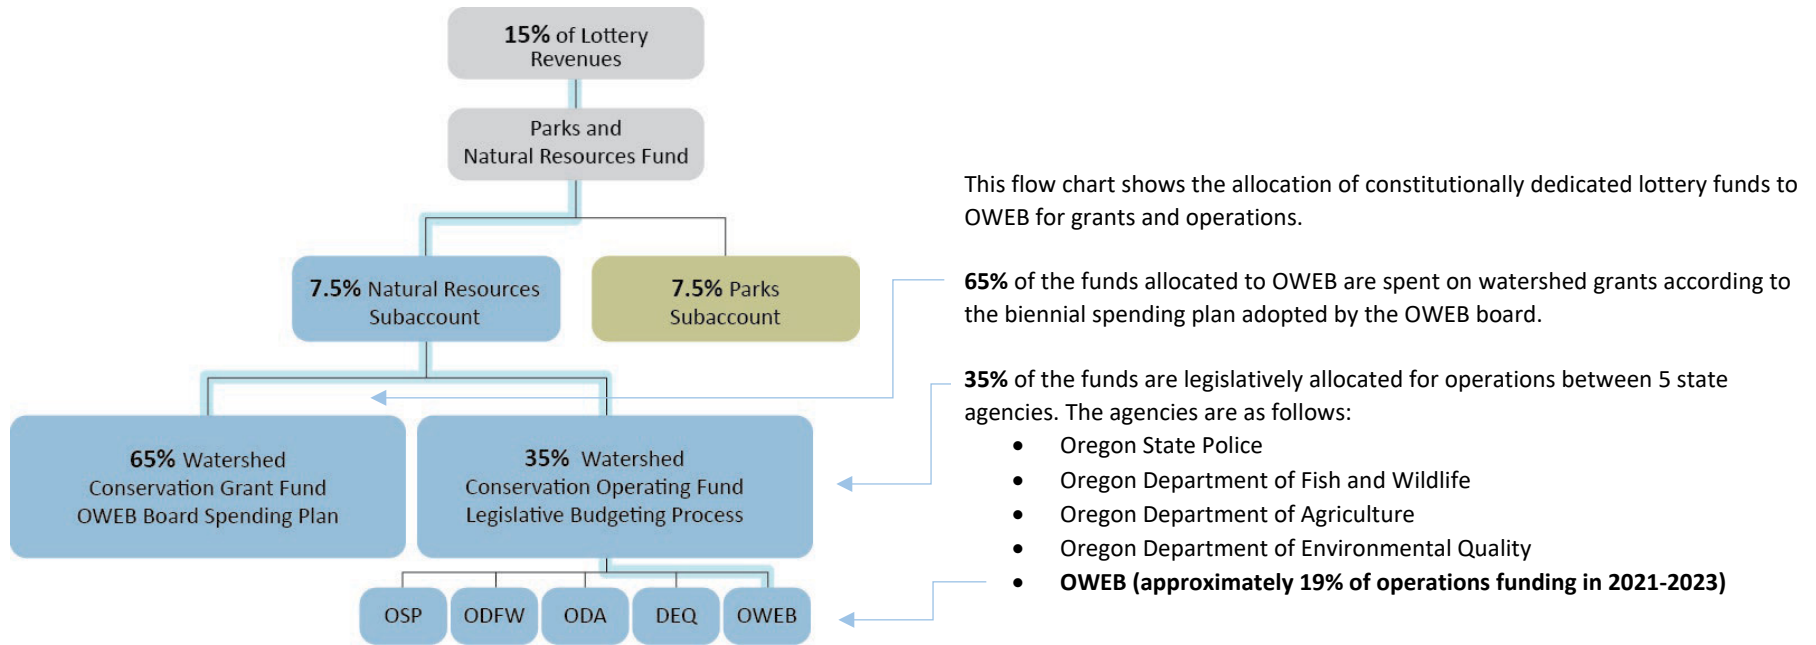 15% of Lottery
Revenues
Parks and
Natural Resources Fund
7.5% Natural Resources
Subaccount
7.5% Parks
Subaccount
65% Watershed
Conservation Grant Fund
OWEB Board Spending Plan
35% Watershed
Conservation Operating Fund
Legislative Budgeting Process
OSP
ODFW
ODA
DEQ
OWEB
This flow chart shows the allocation of constitutionally dedicated lottery funds to
OWEB for grants and operations.
65% of the funds allocated to OWEB are spent on watershed grants according to
the biennial spending plan adopted by the OWEB board.
35% of the funds are legislatively allocated for operations between 5 state
agencies. The agencies are as follows:
• Oregon State Police
• Oregon Department of Fish and Wildlife
• Oregon Department of Agriculture
• Oregon Department of Environmental Quality
• OWEB (approximately 19% of operations funding in 2021-2023)